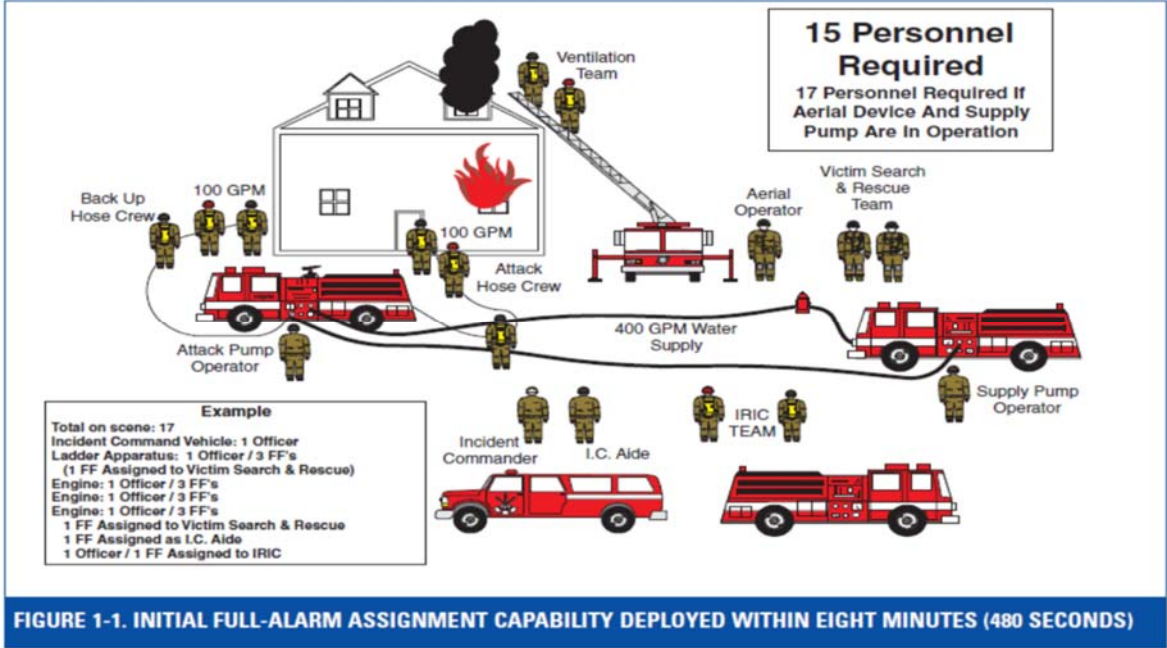 15 Personnel
Required
17 Personnel Required If
Aerial Device And Supply
Pump Are In Operation
Ventilation
Team
Back Up
Hose Crew
100 GPM
100 GPM
Attack
Hose Crew
Aerial
Operator
Victim Search
& Rescue
Team
Attack Pump
Operator
400 GPM Water
Supply
Supply Pump
Operator
Incident
Commander
I.C. Aide
IRIC
TEAM
Example
Total on scene: 17
Incident Command Vehicle: 1 Officer
Ladder Apparatus: 1 Officer / 3 FF's
(1 FF Assigned to Victim Search & Rescue)
Engine: 1 Officer / 3 FF's
Engine: 1 Officer / 3 FF's
Engine: 1 Officer / 3 FF's
1 FF Assigned to Victim Search & Rescue
1 FF Assigned as I.C. Aide
1 Officer / 1 FF Assigned to IRIC
FIGURE 1-1. INITIAL FULL-ALARM ASSIGNMENT CAPABILITY DEPLOYED WITHIN EIGHT MINUTES (480 SECONDS)